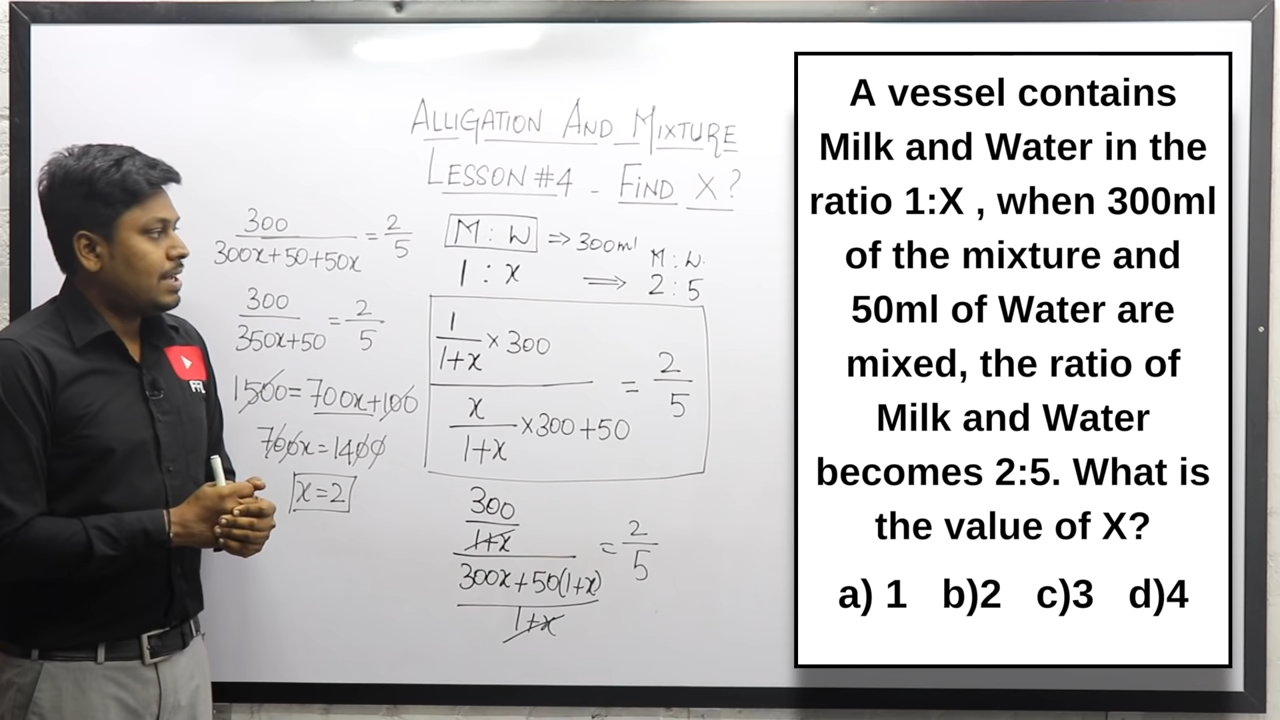 ALLIGATION AND MIXTURE
LESSON #4 - FIND X?
M : W => 300ml
1 : x => M : W.
2 : 5
1/1+x × 300
x/1+x × 300 + 50
= 2/5
300
1+x
300x+50(1+x)
1+x
= 2/5
300/300x+50+50x = 2/5
300/350x+50 = 2/5
1500 = 700x+100
700x = 1400
x = 2
FFL
A vessel contains
Milk and Water in the
ratio 1:X , when 300ml
of the mixture and
50ml of Water are
mixed, the ratio of
Milk and Water
becomes 2:5. What is
the value of X?
a) 1 b)2 c)3 d)4